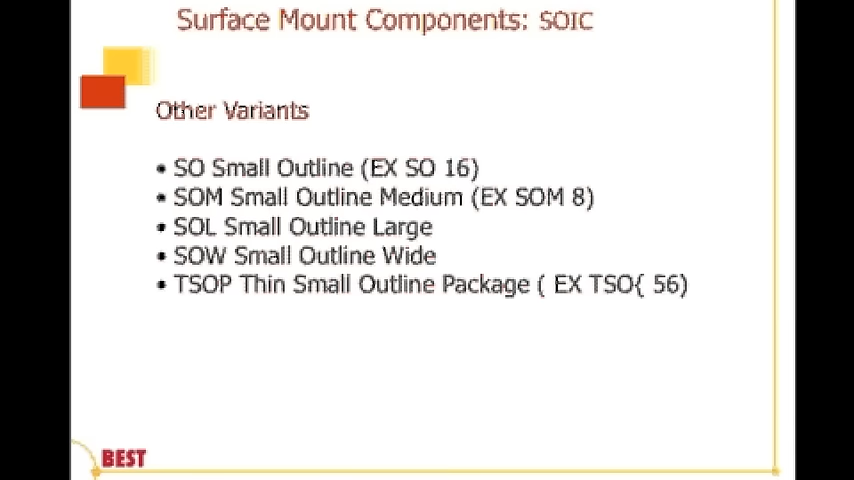 Surface Mount Components: SOIC
Other Variants
• SO Small Outline (EX SO 16)
• SOM Small Outline Medium (EX SOM 8)
• SOL Small Outline Large
• SOW Small Outline Wide
• TSOP Thin Small Outline Package ( EX TSO{ 56)
BEST